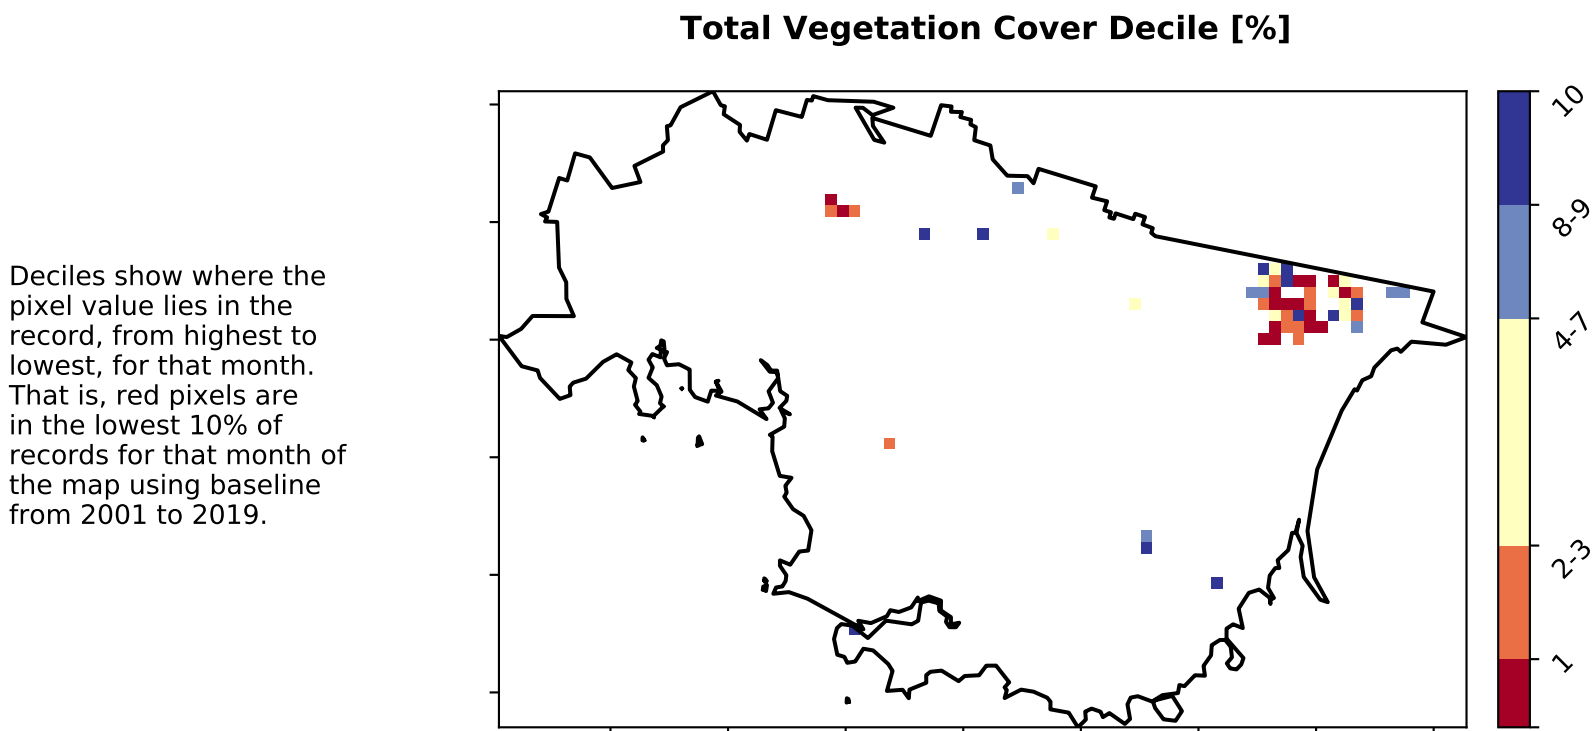 Total Vegetation Cover Decile [%]
Deciles show where the
pixel value lies in the
record, from highest to
lowest, for that month.
That is, red pixels are
in the lowest 10% of
records for that month of
the map using baseline
from 2001 to 2019.
10
8-9
4-7
2-3
1